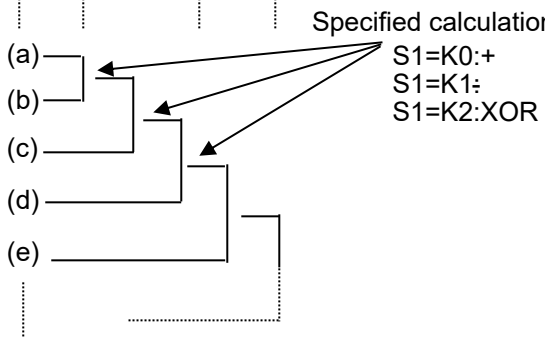 Specified calculation
S1=K0:+
S1=K1:-
S1=K2:XOR
(a)
(b)
(c)
(d)
(e)